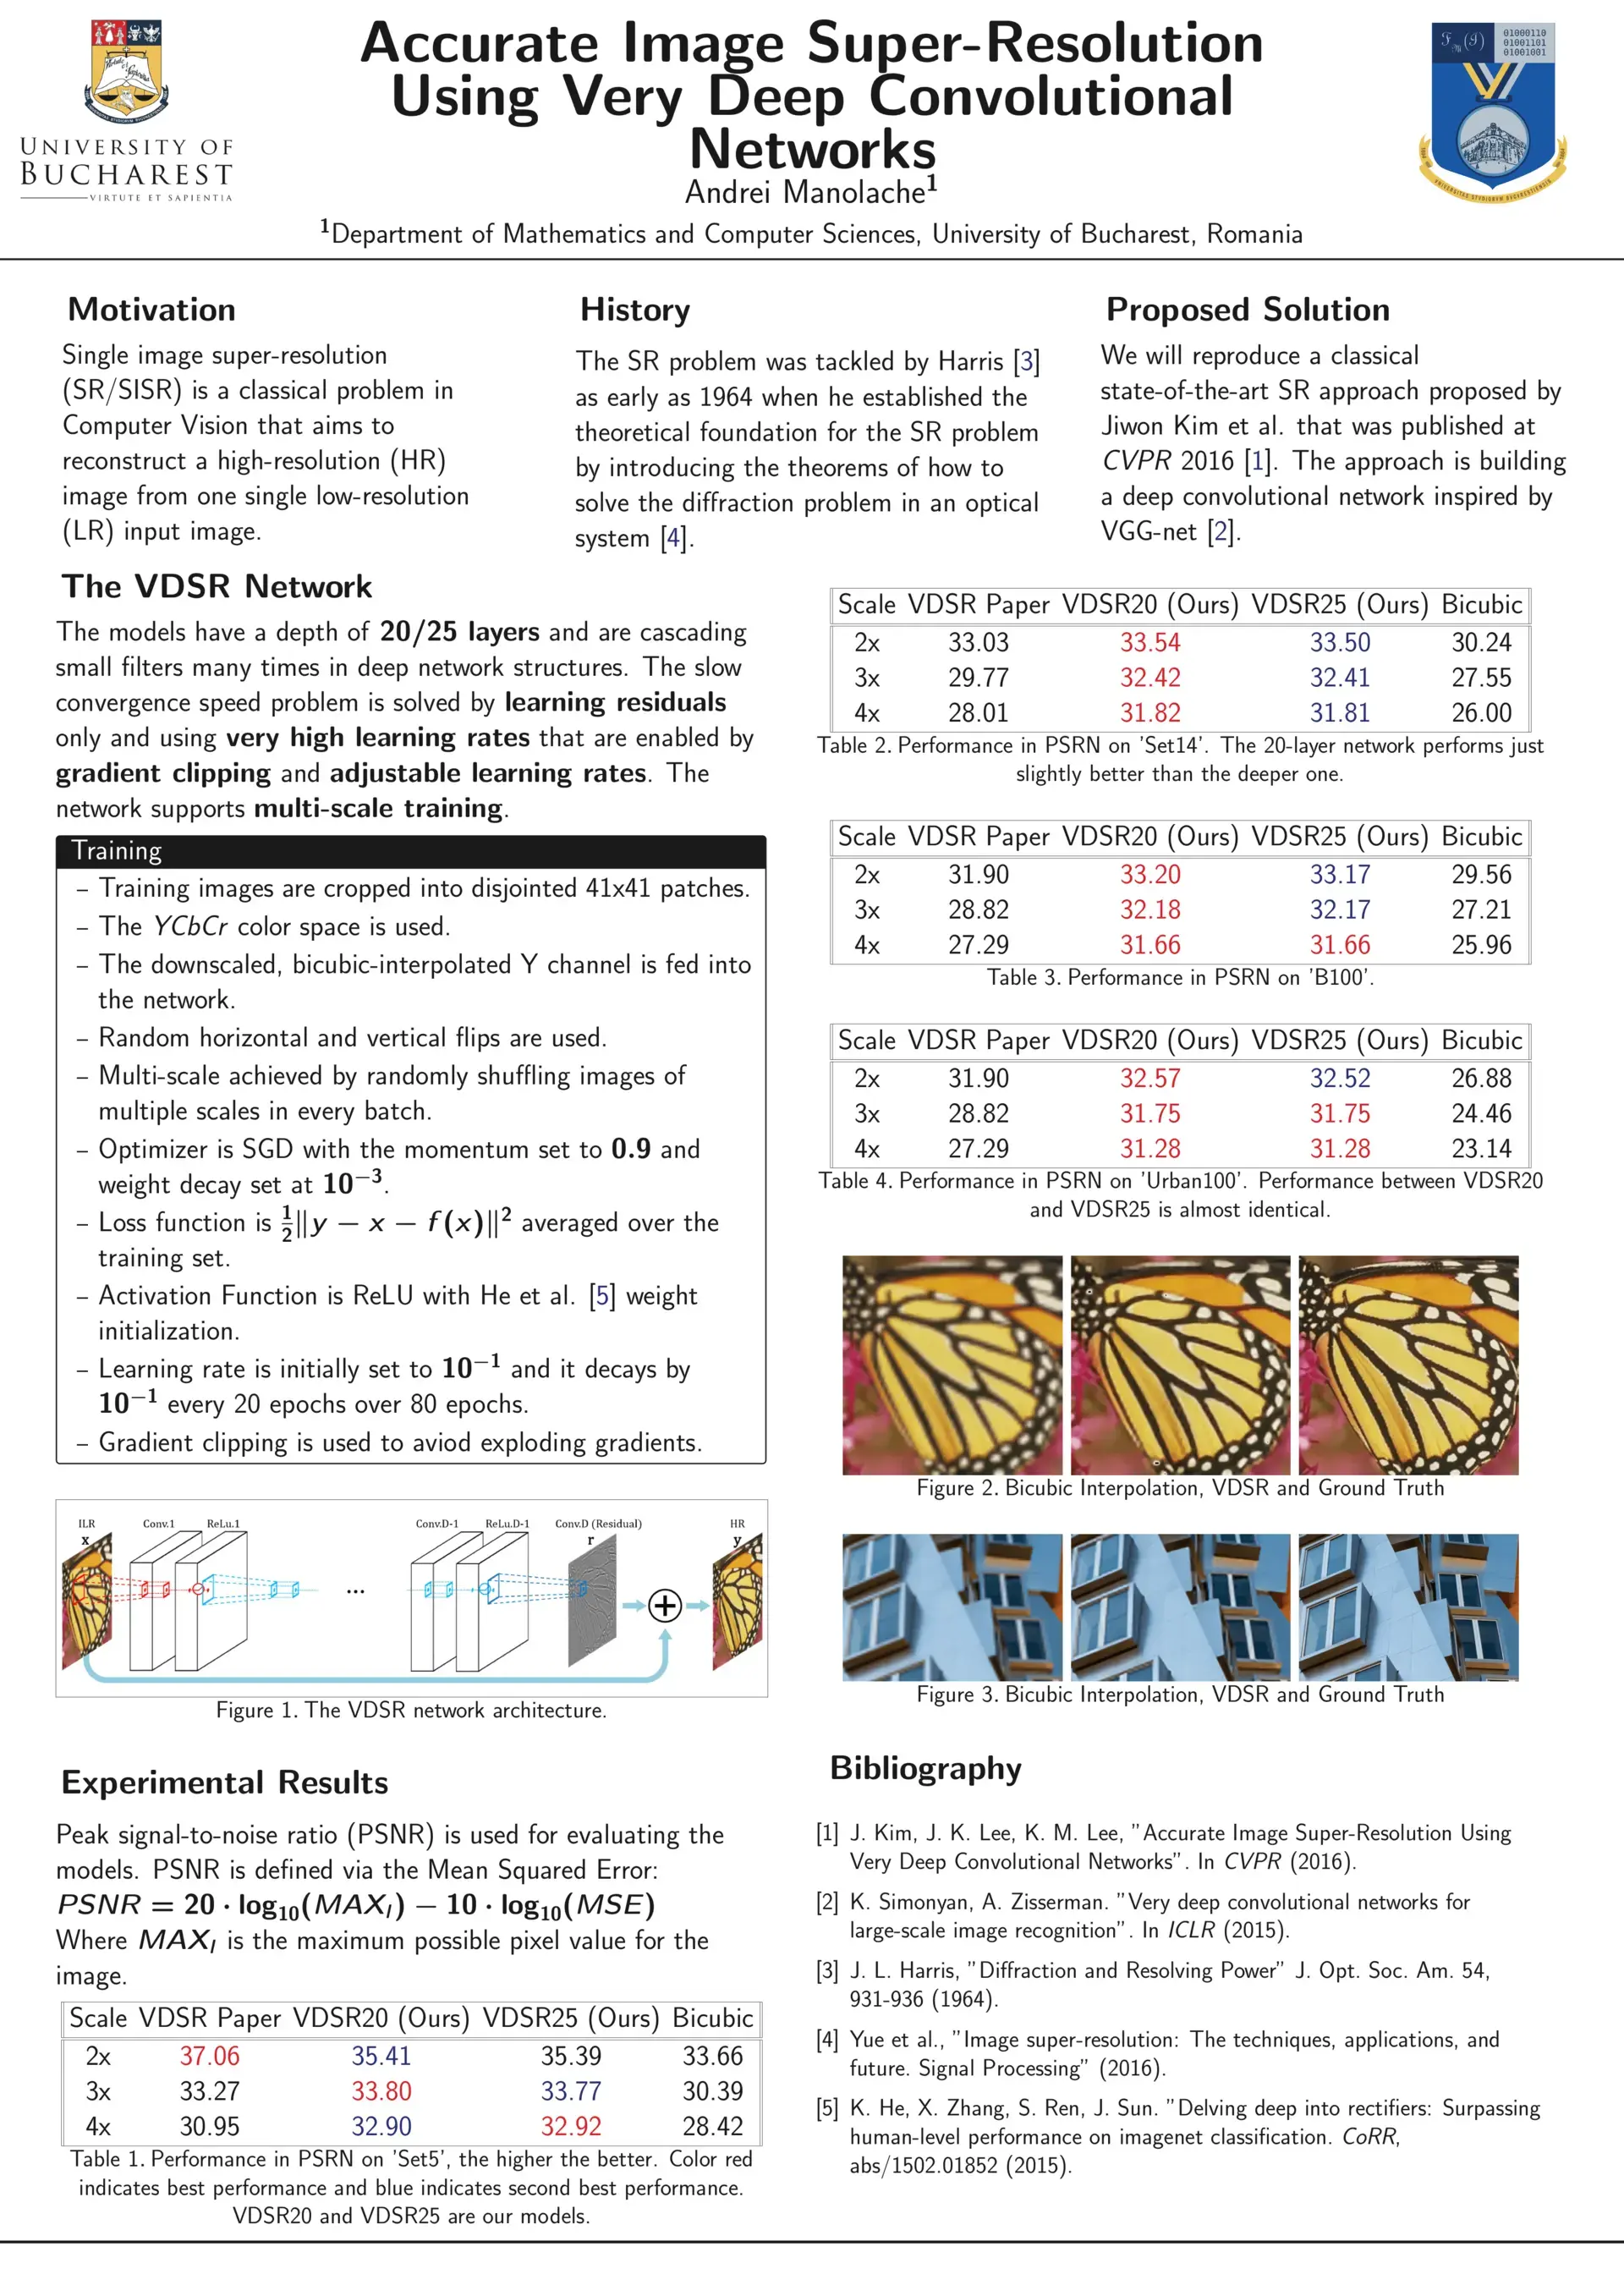 UNIVERSITY OF
BUCHAREST
VIRTUTE ET SAPIENTIA
Accurate Image Super-Resolution
Using Very Deep Convolutional
Networks
Andrei Manolache¹
¹Department of Mathematics and Computer Sciences, University of Bucharest, Romania
01000110
01001101
01001001
Motivation
Single image super-resolution
(SR/SISR) is a classical problem in
Computer Vision that aims to
reconstruct a high-resolution (HR)
image from one single low-resolution
(LR) input image.
History
The SR problem was tackled by Harris [3]
as early as 1964 when he established the
theoretical foundation for the SR problem
by introducing the theorems of how to
solve the diffraction problem in an optical
system [4].
Proposed Solution
We will reproduce a classical
state-of-the-art SR approach proposed by
Jiwon Kim et al. that was published at
CVPR 2016 [1]. The approach is building
a deep convolutional network inspired by
VGG-net [2].
The VDSR Network
The models have a depth of 20/25 layers and are cascading
small filters many times in deep network structures. The slow
convergence speed problem is solved by learning residuals
only and using very high learning rates that are enabled by
gradient clipping and adjustable learning rates. The
network supports multi-scale training.
Training
– Training images are cropped into disjointed 41x41 patches.
– The YCbCr color space is used.
– The downscaled, bicubic-interpolated Y channel is fed into
the network.
– Random horizontal and vertical flips are used.
– Multi-scale achieved by randomly shuffling images of
multiple scales in every batch.
– Optimizer is SGD with the momentum set to 0.9 and
weight decay set at 10⁻³.
– Loss function is ½||y − x − f(x)||² averaged over the
training set.
– Activation Function is ReLU with He et al. [5] weight
initialization.
– Learning rate is initially set to 10⁻¹ and it decays by
10⁻¹ every 20 epochs over 80 epochs.
– Gradient clipping is used to aviod exploding gradients.
ILR Conv.1 ReLu.1 Conv.D-1 ReLu.D-1 Conv.D (Residual) HR
x r y
...
Figure 1. The VDSR network architecture.
Experimental Results
Peak signal-to-noise ratio (PSNR) is used for evaluating the
models. PSNR is defined via the Mean Squared Error:
PSNR = 20 · log₁₀(MAX_I) − 10 · log₁₀(MSE)
Where MAX_I is the maximum possible pixel value for the
image.
Scale VDSR Paper VDSR20 (Ours) VDSR25 (Ours) Bicubic
2x 37.06 35.41 35.39 33.66
3x 33.27 33.80 33.77 30.39
4x 30.95 32.90 32.92 28.42
Table 1. Performance in PSRN on 'Set5', the higher the better. Color red
indicates best performance and blue indicates second best performance.
VDSR20 and VDSR25 are our models.
Scale VDSR Paper VDSR20 (Ours) VDSR25 (Ours) Bicubic
2x 33.03 33.54 33.50 30.24
3x 29.77 32.42 32.41 27.55
4x 28.01 31.82 31.81 26.00
Table 2. Performance in PSRN on 'Set14'. The 20-layer network performs just
slightly better than the deeper one.
Scale VDSR Paper VDSR20 (Ours) VDSR25 (Ours) Bicubic
2x 31.90 33.20 33.17 29.56
3x 28.82 32.18 32.17 27.21
4x 27.29 31.66 31.66 25.96
Table 3. Performance in PSRN on 'B100'.
Scale VDSR Paper VDSR20 (Ours) VDSR25 (Ours) Bicubic
2x 31.90 32.57 32.52 26.88
3x 28.82 31.75 31.75 24.46
4x 27.29 31.28 31.28 23.14
Table 4. Performance in PSRN on 'Urban100'. Performance between VDSR20
and VDSR25 is almost identical.
Figure 2. Bicubic Interpolation, VDSR and Ground Truth
Figure 3. Bicubic Interpolation, VDSR and Ground Truth
Bibliography
[1] J. Kim, J. K. Lee, K. M. Lee, "Accurate Image Super-Resolution Using
Very Deep Convolutional Networks". In CVPR (2016).
[2] K. Simonyan, A. Zisserman. "Very deep convolutional networks for
large-scale image recognition". In ICLR (2015).
[3] J. L. Harris, "Diffraction and Resolving Power" J. Opt. Soc. Am. 54,
931-936 (1964).
[4] Yue et al., "Image super-resolution: The techniques, applications, and
future. Signal Processing" (2016).
[5] K. He, X. Zhang, S. Ren, J. Sun. "Delving deep into rectifiers: Surpassing
human-level performance on imagenet classification. CoRR,
abs/1502.01852 (2015).